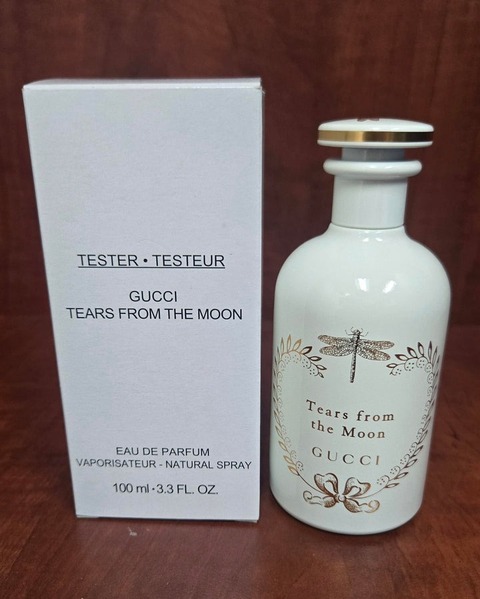 TESTER • TESTEUR
GUCCI
TEARS FROM THE MOON
EAU DE PARFUM
VAPORISATEUR - NATURAL SPRAY
100 ml • 3.3 FL. OZ.
Tears from
the Moon
GUCCI